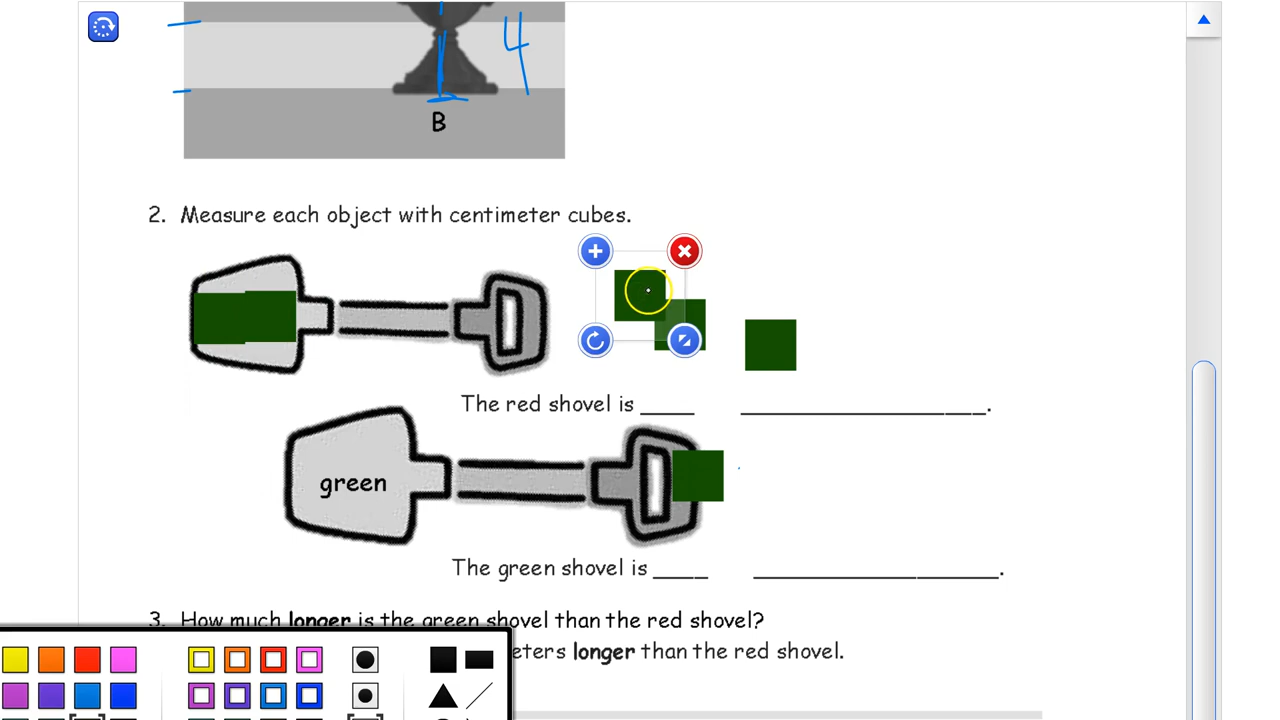 4
B
2. Measure each object with centimeter cubes.
The red shovel is ____ ____________________.
green
The green shovel is ____ ____________________.
3. How much longer is the green shovel than the red shovel?
eters longer than the red shovel.